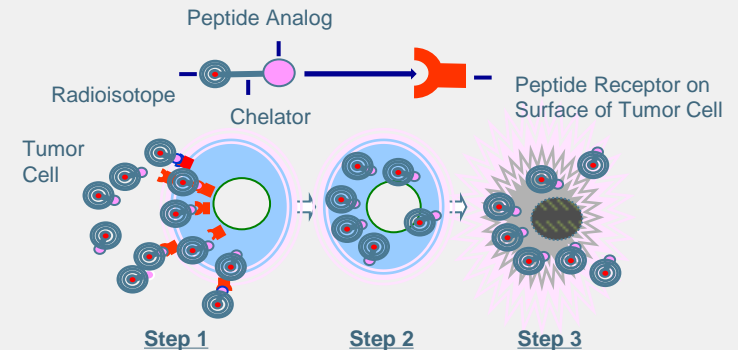 Peptide Analog
Radioisotope
Chelator
Peptide Receptor on
Surface of Tumor Cell
Tumor
Cell
Step 1
Step 2
Step 3